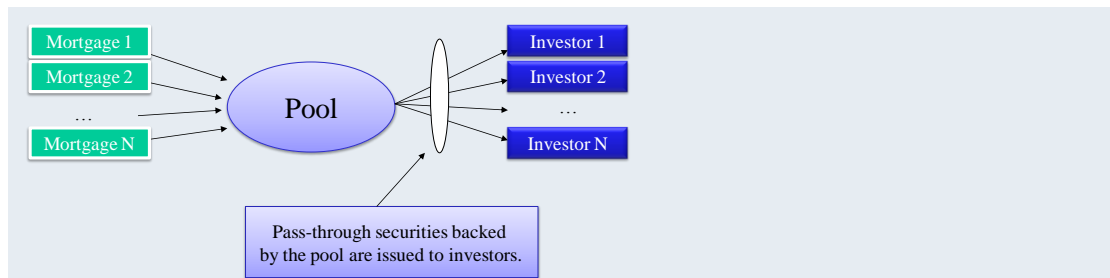 Mortgage 1
Mortgage 2
…
Mortgage N
Pool
Investor 1
Investor 2
…
Investor N
Pass-through securities backed
by the pool are issued to investors.